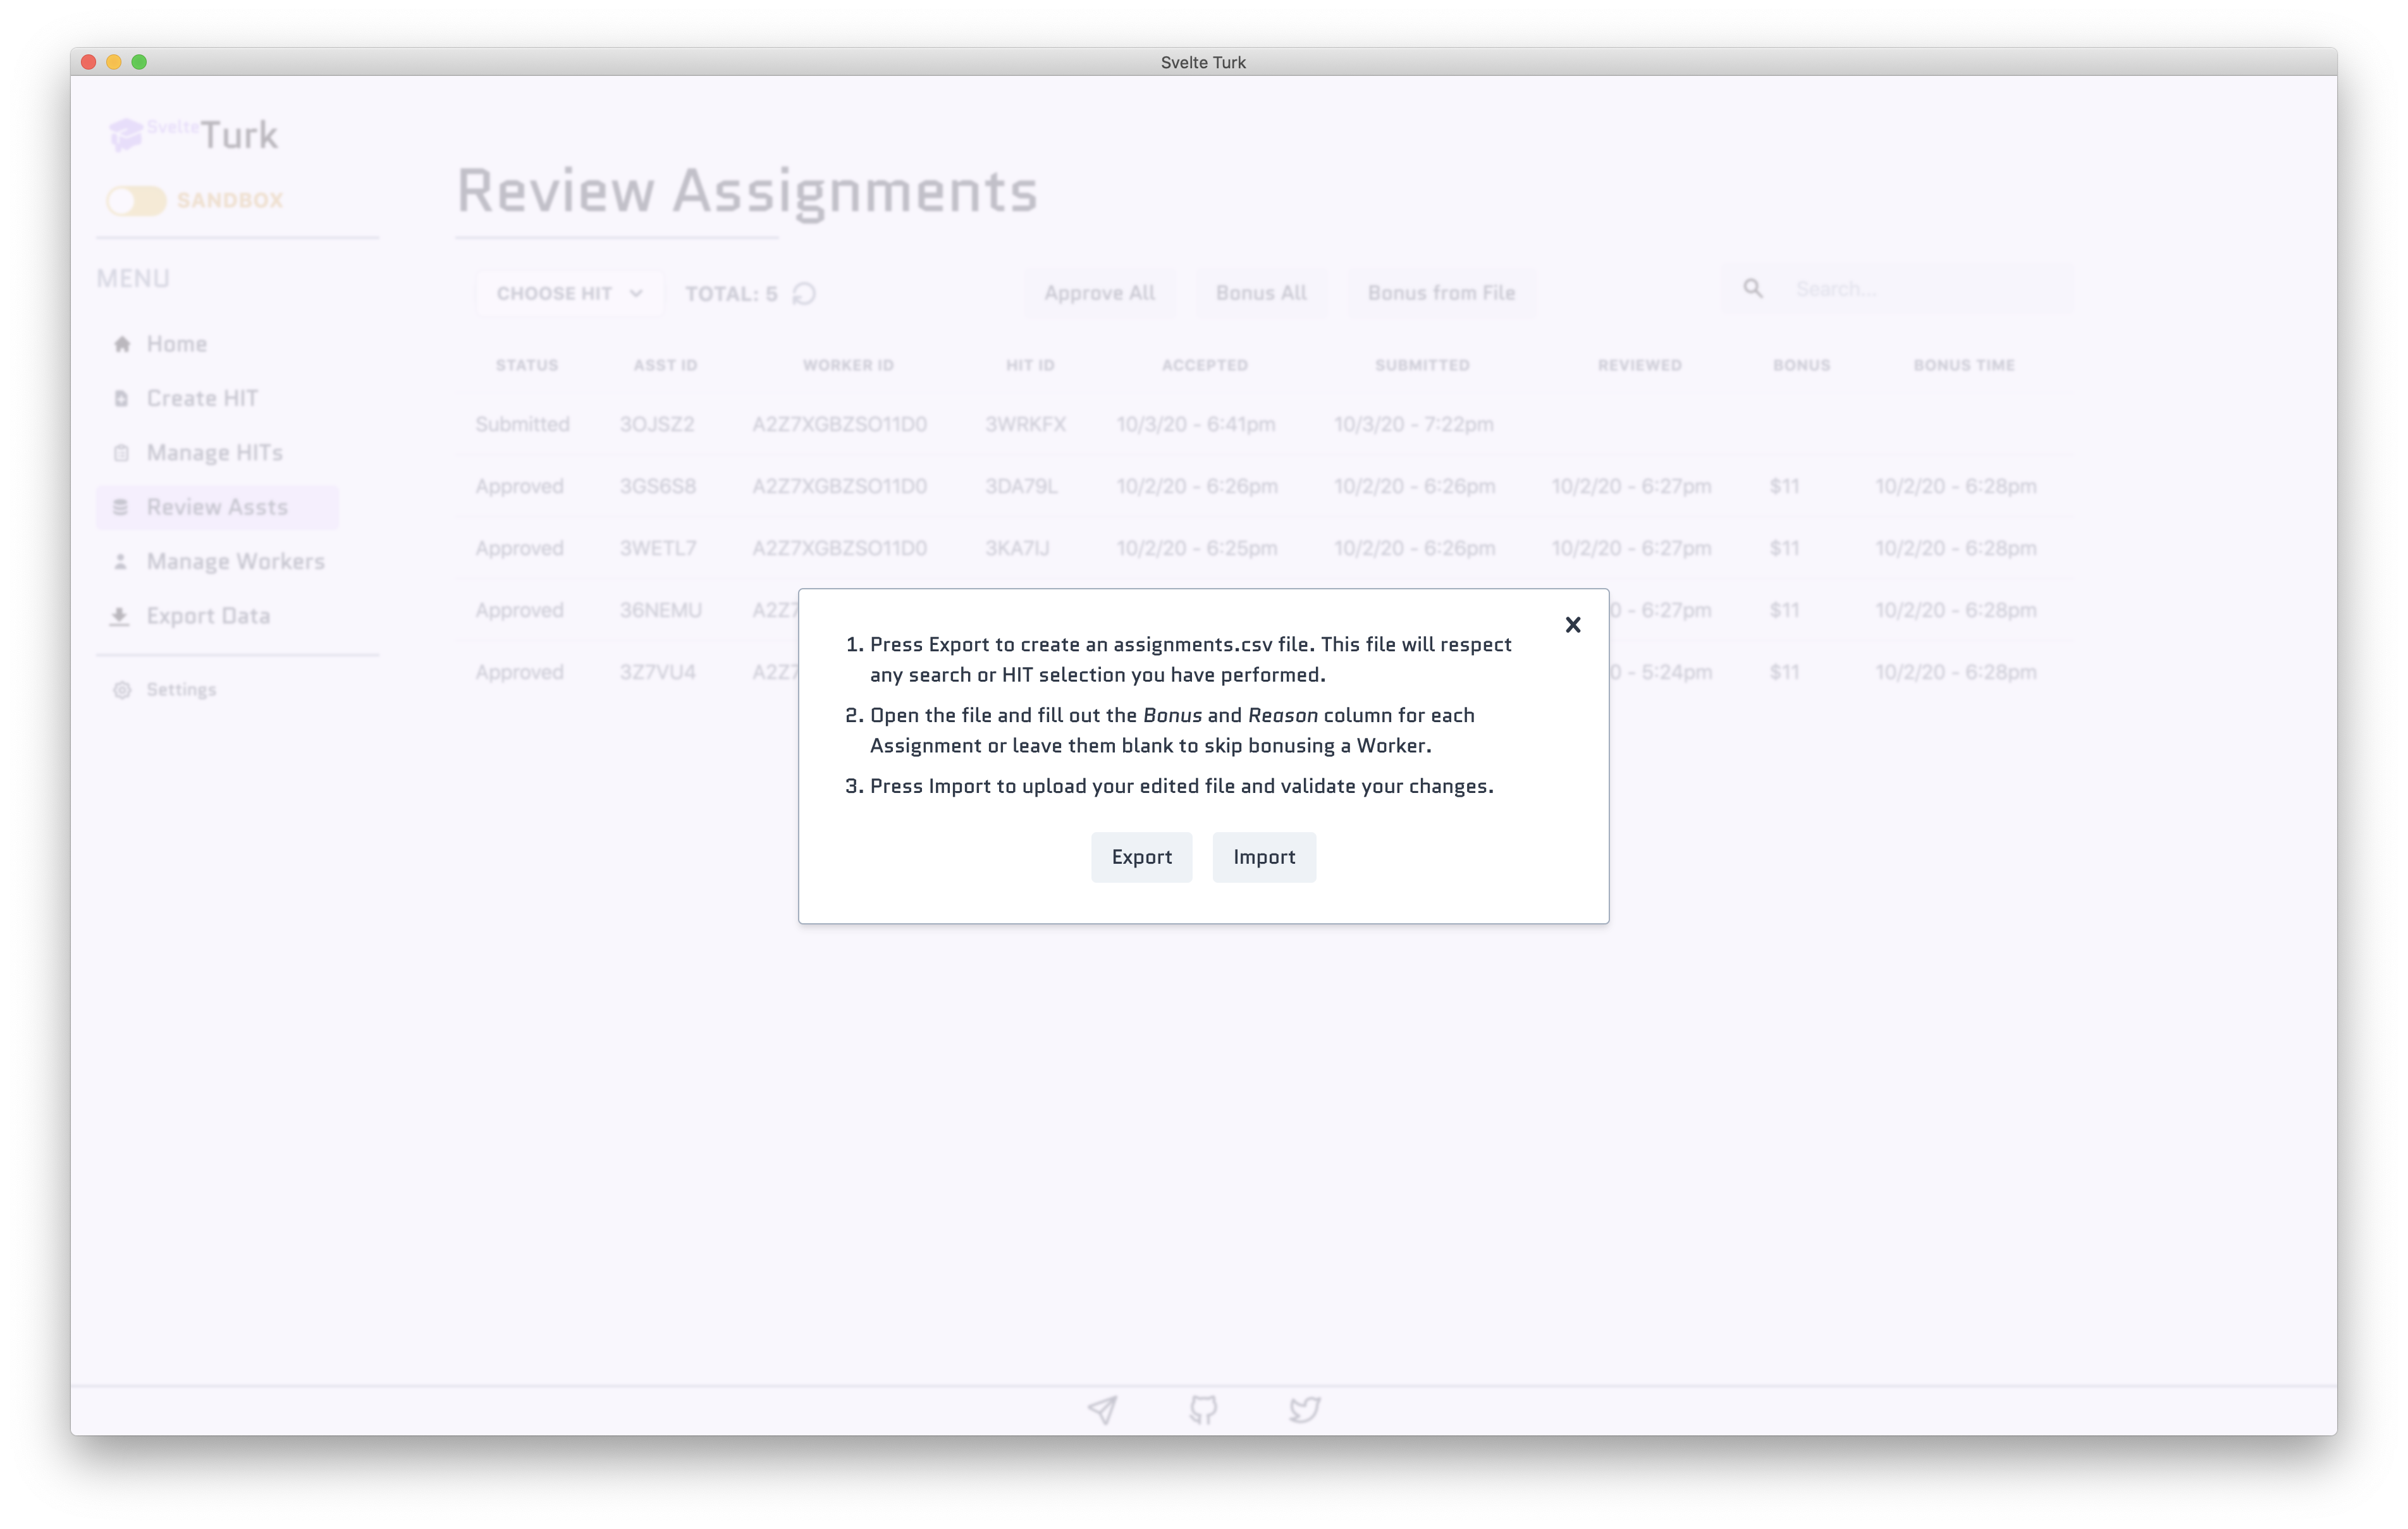 Svelte Turk
SvelteTurk
SANDBOX
MENU
Home
Create HIT
Manage HITs
Review Assts
Manage Workers
Export Data
Settings
Review Assignments
CHOOSE HIT TOTAL: 5 Approve All Bonus All Bonus from File Search...
STATUS ASST ID WORKER ID HIT ID ACCEPTED SUBMITTED REVIEWED BONUS BONUS TIME
Submitted 3OJSZ2 A2Z7XGBZSO11D0 3WRKFX 10/3/20 - 6:41pm 10/3/20 - 7:22pm
Approved 3GS6S8 A2Z7XGBZSO11D0 3DA79L 10/2/20 - 6:26pm 10/2/20 - 6:26pm 10/2/20 - 6:27pm $11 10/2/20 - 6:28pm
Approved 3WETL7 A2Z7XGBZSO11D0 3KA7IJ 10/2/20 - 6:25pm 10/2/20 - 6:26pm 10/2/20 - 6:27pm $11 10/2/20 - 6:28pm
Approved 36NEMU A2Z7 0 - 6:27pm $11 10/2/20 - 6:28pm
Approved 3Z7VU4 A2Z7 0 - 5:24pm $11 10/2/20 - 6:28pm
1. Press Export to create an assignments.csv file. This file will respect
any search or HIT selection you have performed.
2. Open the file and fill out the Bonus and Reason column for each
Assignment or leave them blank to skip bonusing a Worker.
3. Press Import to upload your edited file and validate your changes.
Export Import